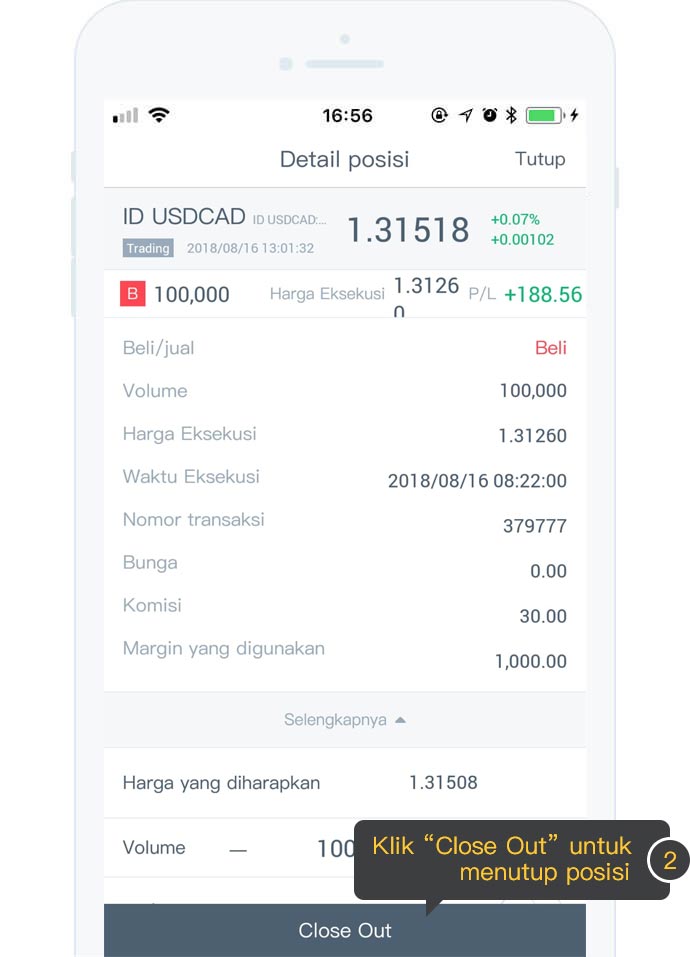 16:56
Detail posisi
Tutup
ID USDCAD ID USDCAD:...
1.31518
+0.07%
+0.00102
Trading 2018/08/16 13:01:32
B 100,000
Harga Eksekusi 1.3126
P/L +188.56
Beli/jual Beli
Volume 100,000
Harga Eksekusi 1.31260
Waktu Eksekusi 2018/08/16 08:22:00
Nomor transaksi 379777
Bunga 0.00
Komisi 30.00
Margin yang digunakan 1,000.00
Selengkapnya
Harga yang diharapkan 1.31508
Volume — 100
Klik “Close Out” untuk
menutup posisi
2
Close Out